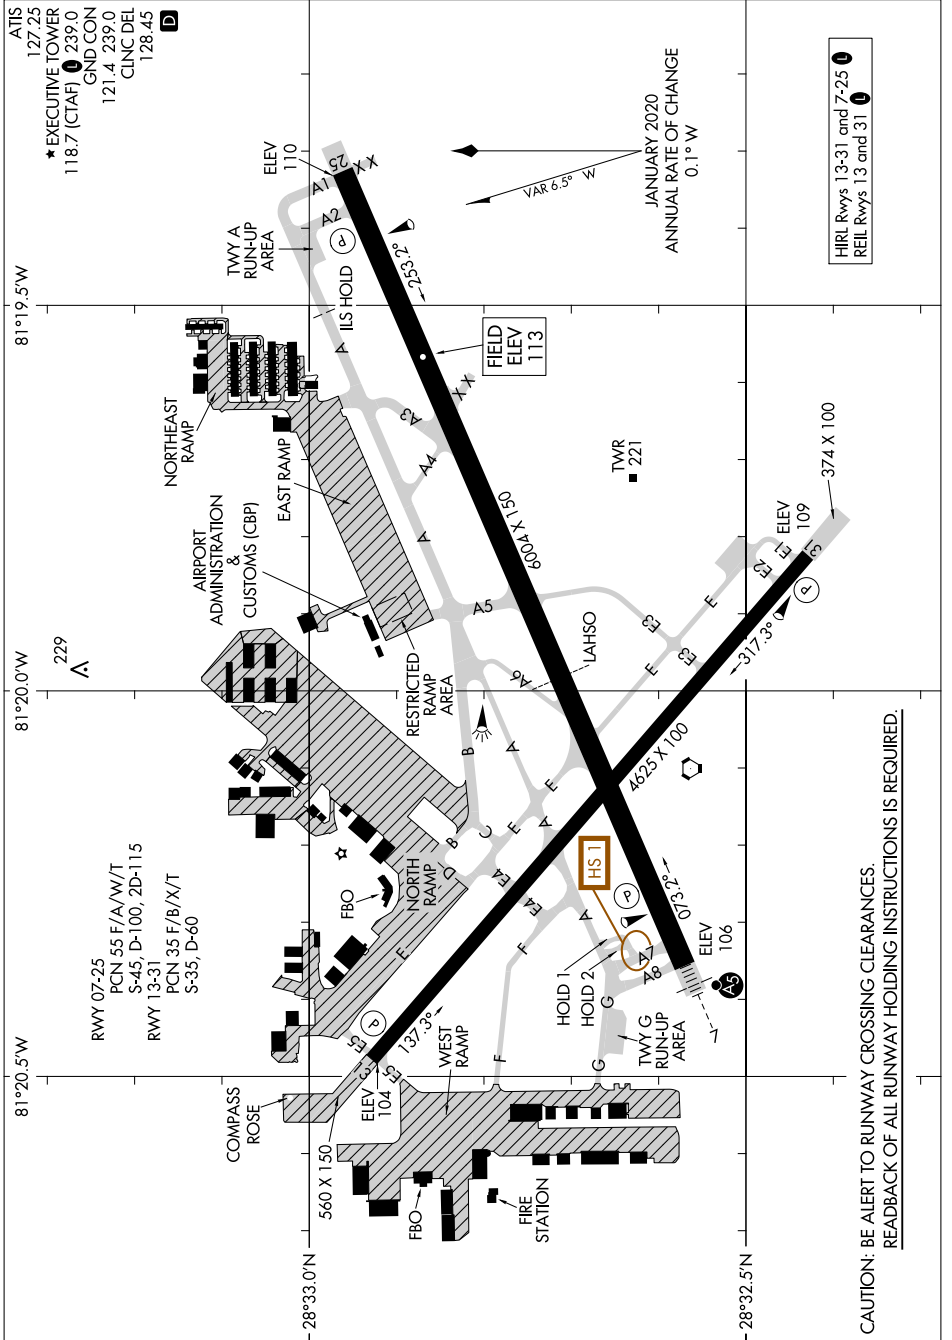 ATIS
127.25
★ EXECUTIVE TOWER
118.7 (CTAF) L 239.0
GND CON
121.4 239.0
CLNC DEL
128.45
D
HIRL Rwys 13-31 and 7-25 L
REIL Rwys 13 and 31 L
JANUARY 2020
ANNUAL RATE OF CHANGE
0.1° W
VAR 6.5° W
81°19.5'W
81°20.0'W
81°20.5'W
28°33.0'N
28°32.5'N
ELEV
110
25
X X
A1
A2
P
TWY A
RUN-UP
AREA
ILS HOLD
A
253.2°
FIELD
ELEV
113
X X
A3
A4
A
NORTHEAST
RAMP
EAST RAMP
AIRPORT
ADMINISTRATION
&
CUSTOMS (CBP)
RESTRICTED
RAMP
AREA
229
6004 X 150
TWR
221
A5
LAHSO
A6
A
B
374 X 100
ELEV
109
31
E1
E2
P
E
E3
E
E3
317.3°
4625 X 100
E
E
A
C
B
D
NORTH
RAMP
FBO
E4
E4
F
E
A
HS 1
P
073.2°
ELEV
106
A7
A8
A5
7
HOLD 1
HOLD 2
G
TWY G
RUN-UP
AREA
G
F
WEST
RAMP
P
137.3°
E5
E5
13
ELEV
104
COMPASS
ROSE
560 X 150
FBO
FIRE
STATION
RWY 07-25
PCN 55 F/A/W/T
S-45, D-100, 2D-115
RWY 13-31
PCN 35 F/B/X/T
S-35, D-60
CAUTION: BE ALERT TO RUNWAY CROSSING CLEARANCES.
READBACK OF ALL RUNWAY HOLDING INSTRUCTIONS IS REQUIRED.